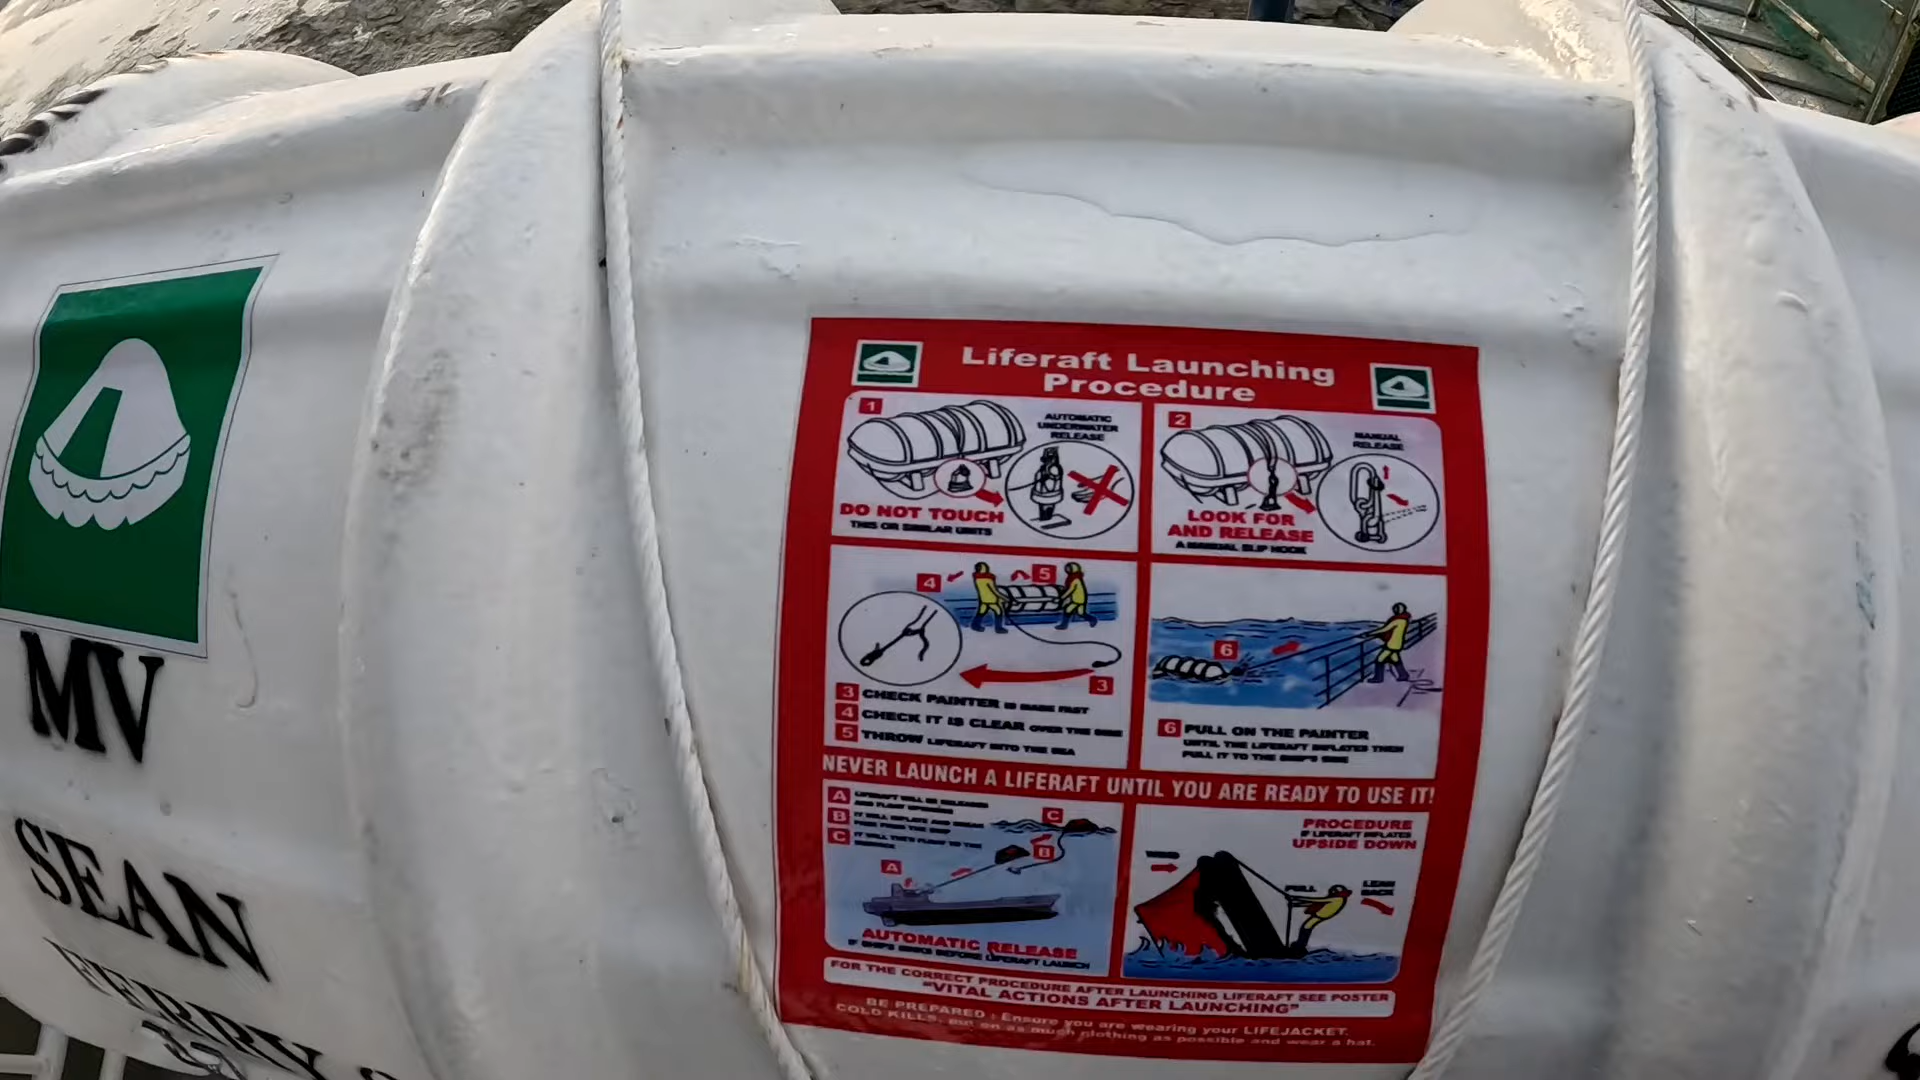 MV
SEAN
FERRY S
Liferaft Launching
Procedure
1
AUTOMATIC
UNDERWATER
RELEASE
DO NOT TOUCH
THIS OR SIMILAR UNITS
2
MANUAL
RELEASE
LOOK FOR
AND RELEASE
A MANUAL SLIP HOOK
4
5
3
3 CHECK PAINTER IS MADE FAST
4 CHECK IT IS CLEAR OVER THE SIDE
5 THROW LIFERAFT INTO THE SEA
6
6 PULL ON THE PAINTER
UNTIL THE LIFERAFT INFLATES THEN
PULL IT TO THE SHIP'S SIDE
NEVER LAUNCH A LIFERAFT UNTIL YOU ARE READY TO USE IT!
A LIFERAFT WILL BE RELEASED
AND FLOAT UPWARDS
B IT WILL INFLATE AND BREAK
FREE FROM THE SHIP
C IT WILL THEN FLOAT TO THE
SURFACE
C
B
A
AUTOMATIC RELEASE
IF SHIP SINKS BEFORE LIFERAFT LAUNCH
PROCEDURE
IF LIFERAFT INFLATES
UPSIDE DOWN
WIND
PULL
LEAN
BACK
FOR THE CORRECT PROCEDURE AFTER LAUNCHING LIFERAFT SEE POSTER
"VITAL ACTIONS AFTER LAUNCHING"
BE PREPARED : Ensure you are wearing your LIFEJACKET.
COLD KILLS, put on as much clothing as possible and wear a hat.